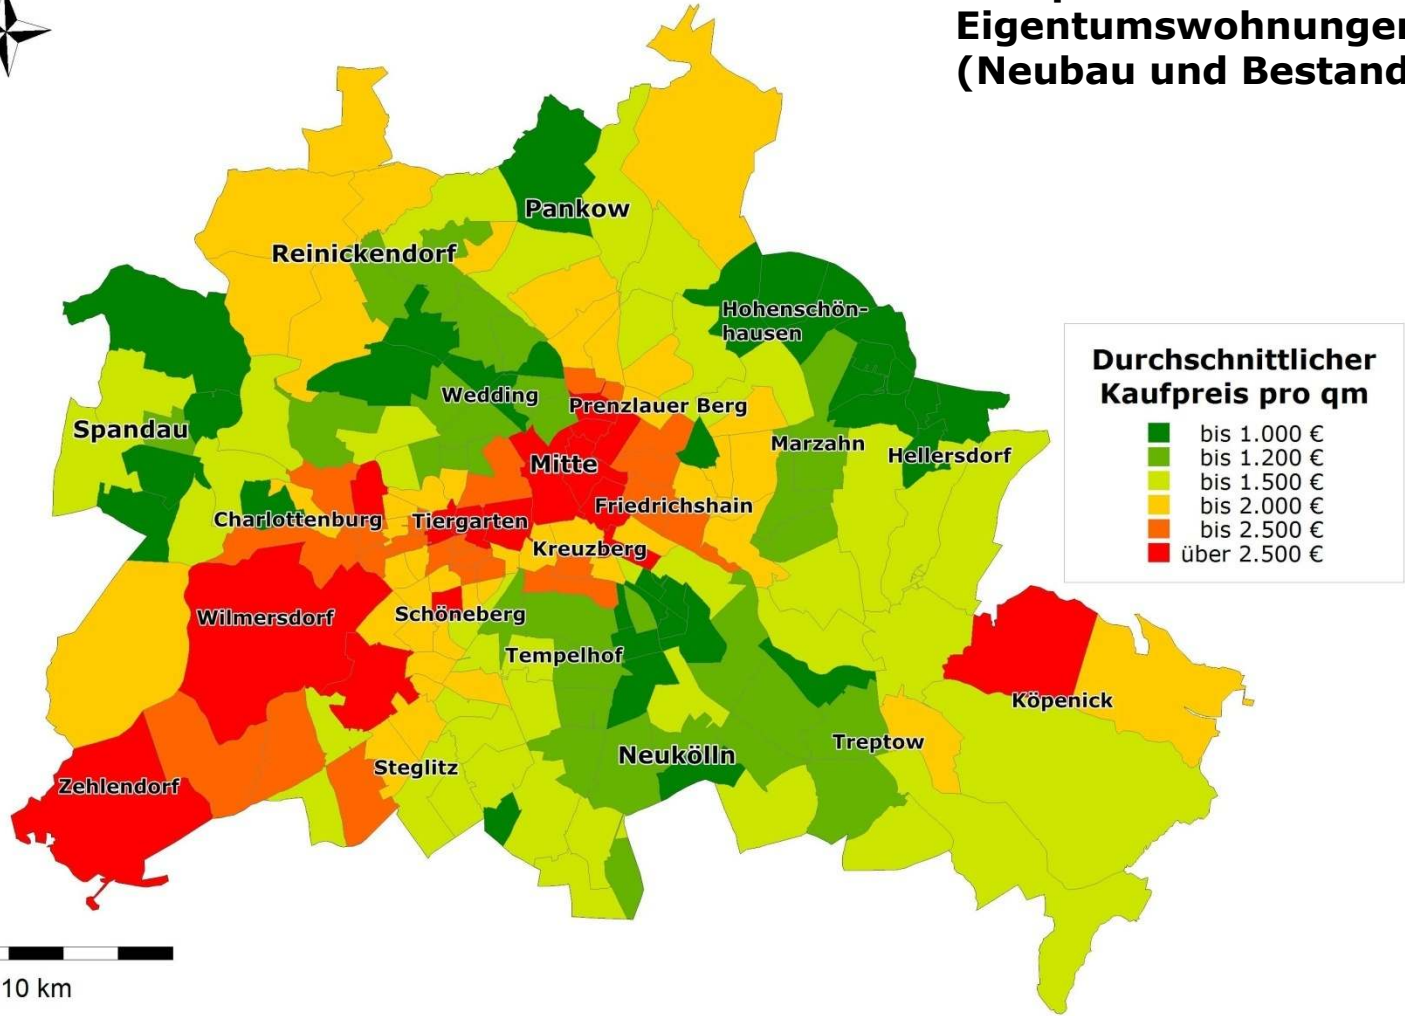 Eigentumswohnungen
(Neubau und Bestand
Pankow
Reinickendorf
Hohenschön-
hausen
Wedding
Prenzlauer Berg
Spandau
Mitte
Marzahn
Hellersdorf
Charlottenburg
Tiergarten
Friedrichshain
Kreuzberg
Wilmersdorf
Schöneberg
Tempelhof
Köpenick
Neukölln
Treptow
Steglitz
Zehlendorf
Durchschnittlicher
Kaufpreis pro qm
bis 1.000 €
bis 1.200 €
bis 1.500 €
bis 2.000 €
bis 2.500 €
über 2.500 €
10 km